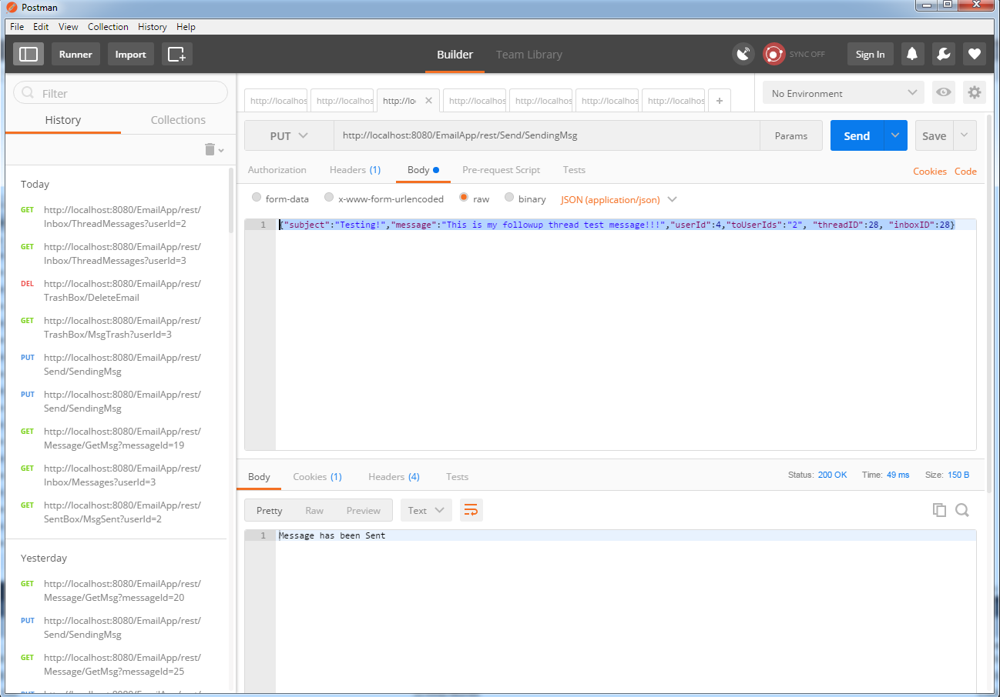 Postman
File Edit View Collection History Help
Runner Import Builder Team Library SYNC OFF Sign In
Filter
History Collections
Today
GET http://localhost:8080/EmailApp/rest/
Inbox/ThreadMessages?userId=2
GET http://localhost:8080/EmailApp/rest/
Inbox/ThreadMessages?userId=3
DEL http://localhost:8080/EmailApp/rest/
TrashBox/DeleteEmail
GET http://localhost:8080/EmailApp/rest/
TrashBox/MsgTrash?userId=3
PUT http://localhost:8080/EmailApp/rest/
Send/SendingMsg
PUT http://localhost:8080/EmailApp/rest/
Send/SendingMsg
GET http://localhost:8080/EmailApp/rest/
Message/GetMsg?messageId=19
GET http://localhost:8080/EmailApp/rest/
Inbox/Messages?userId=3
GET http://localhost:8080/EmailApp/rest/
SentBox/MsgSent?userId=2
Yesterday
GET http://localhost:8080/EmailApp/rest/
Message/GetMsg?messageId=20
PUT http://localhost:8080/EmailApp/rest/
Send/SendingMsg
GET http://localhost:8080/EmailApp/rest/
Message/GetMsg?messageId=25
http://localhos http://localhos http://lo http://localhos http://localhos http://localhos http://localhos + No Environment
PUT http://localhost:8080/EmailApp/rest/Send/SendingMsg Params Send Save
Authorization Headers (1) Body Pre-request Script Tests Cookies Code
form-data x-www-form-urlencoded raw binary JSON (application/json)
1 {"subject":"Testing!","message":"This is my followup thread test message!!!","userId":4,"toUserIds":"2", "threadID":28, "inboxID":28}
Body Cookies (1) Headers (4) Tests Status: 200 OK Time: 49 ms Size: 150 B
Pretty Raw Preview Text
1 Message has been Sent